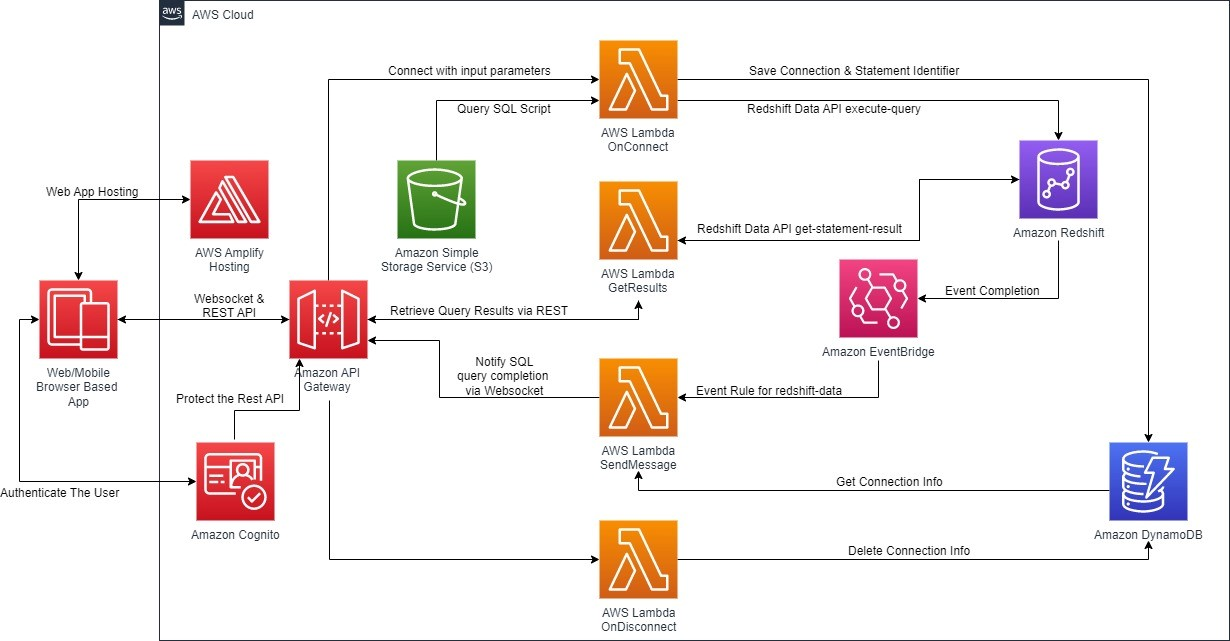 aws
AWS Cloud
Connect with input parameters
Save Connection & Statement Identifier
Query SQL Script
Redshift Data API execute-query
AWS Lambda
OnConnect
Web App Hosting
AWS Amplify
Hosting
Amazon Simple
Storage Service (S3)
Redshift Data API get-statement-result
Amazon Redshift
AWS Lambda
GetResults
Websocket &
REST API
Retrieve Query Results via REST
Event Completion
Amazon EventBridge
Web/Mobile
Browser Based
App
Amazon API
Gateway
Notify SQL
query completion
via Websocket
Event Rule for redshift-data
Protect the Rest API
AWS Lambda
SendMessage
Get Connection Info
Authenticate The User
Amazon Cognito
Amazon DynamoDB
Delete Connection Info
AWS Lambda
OnDisconnect